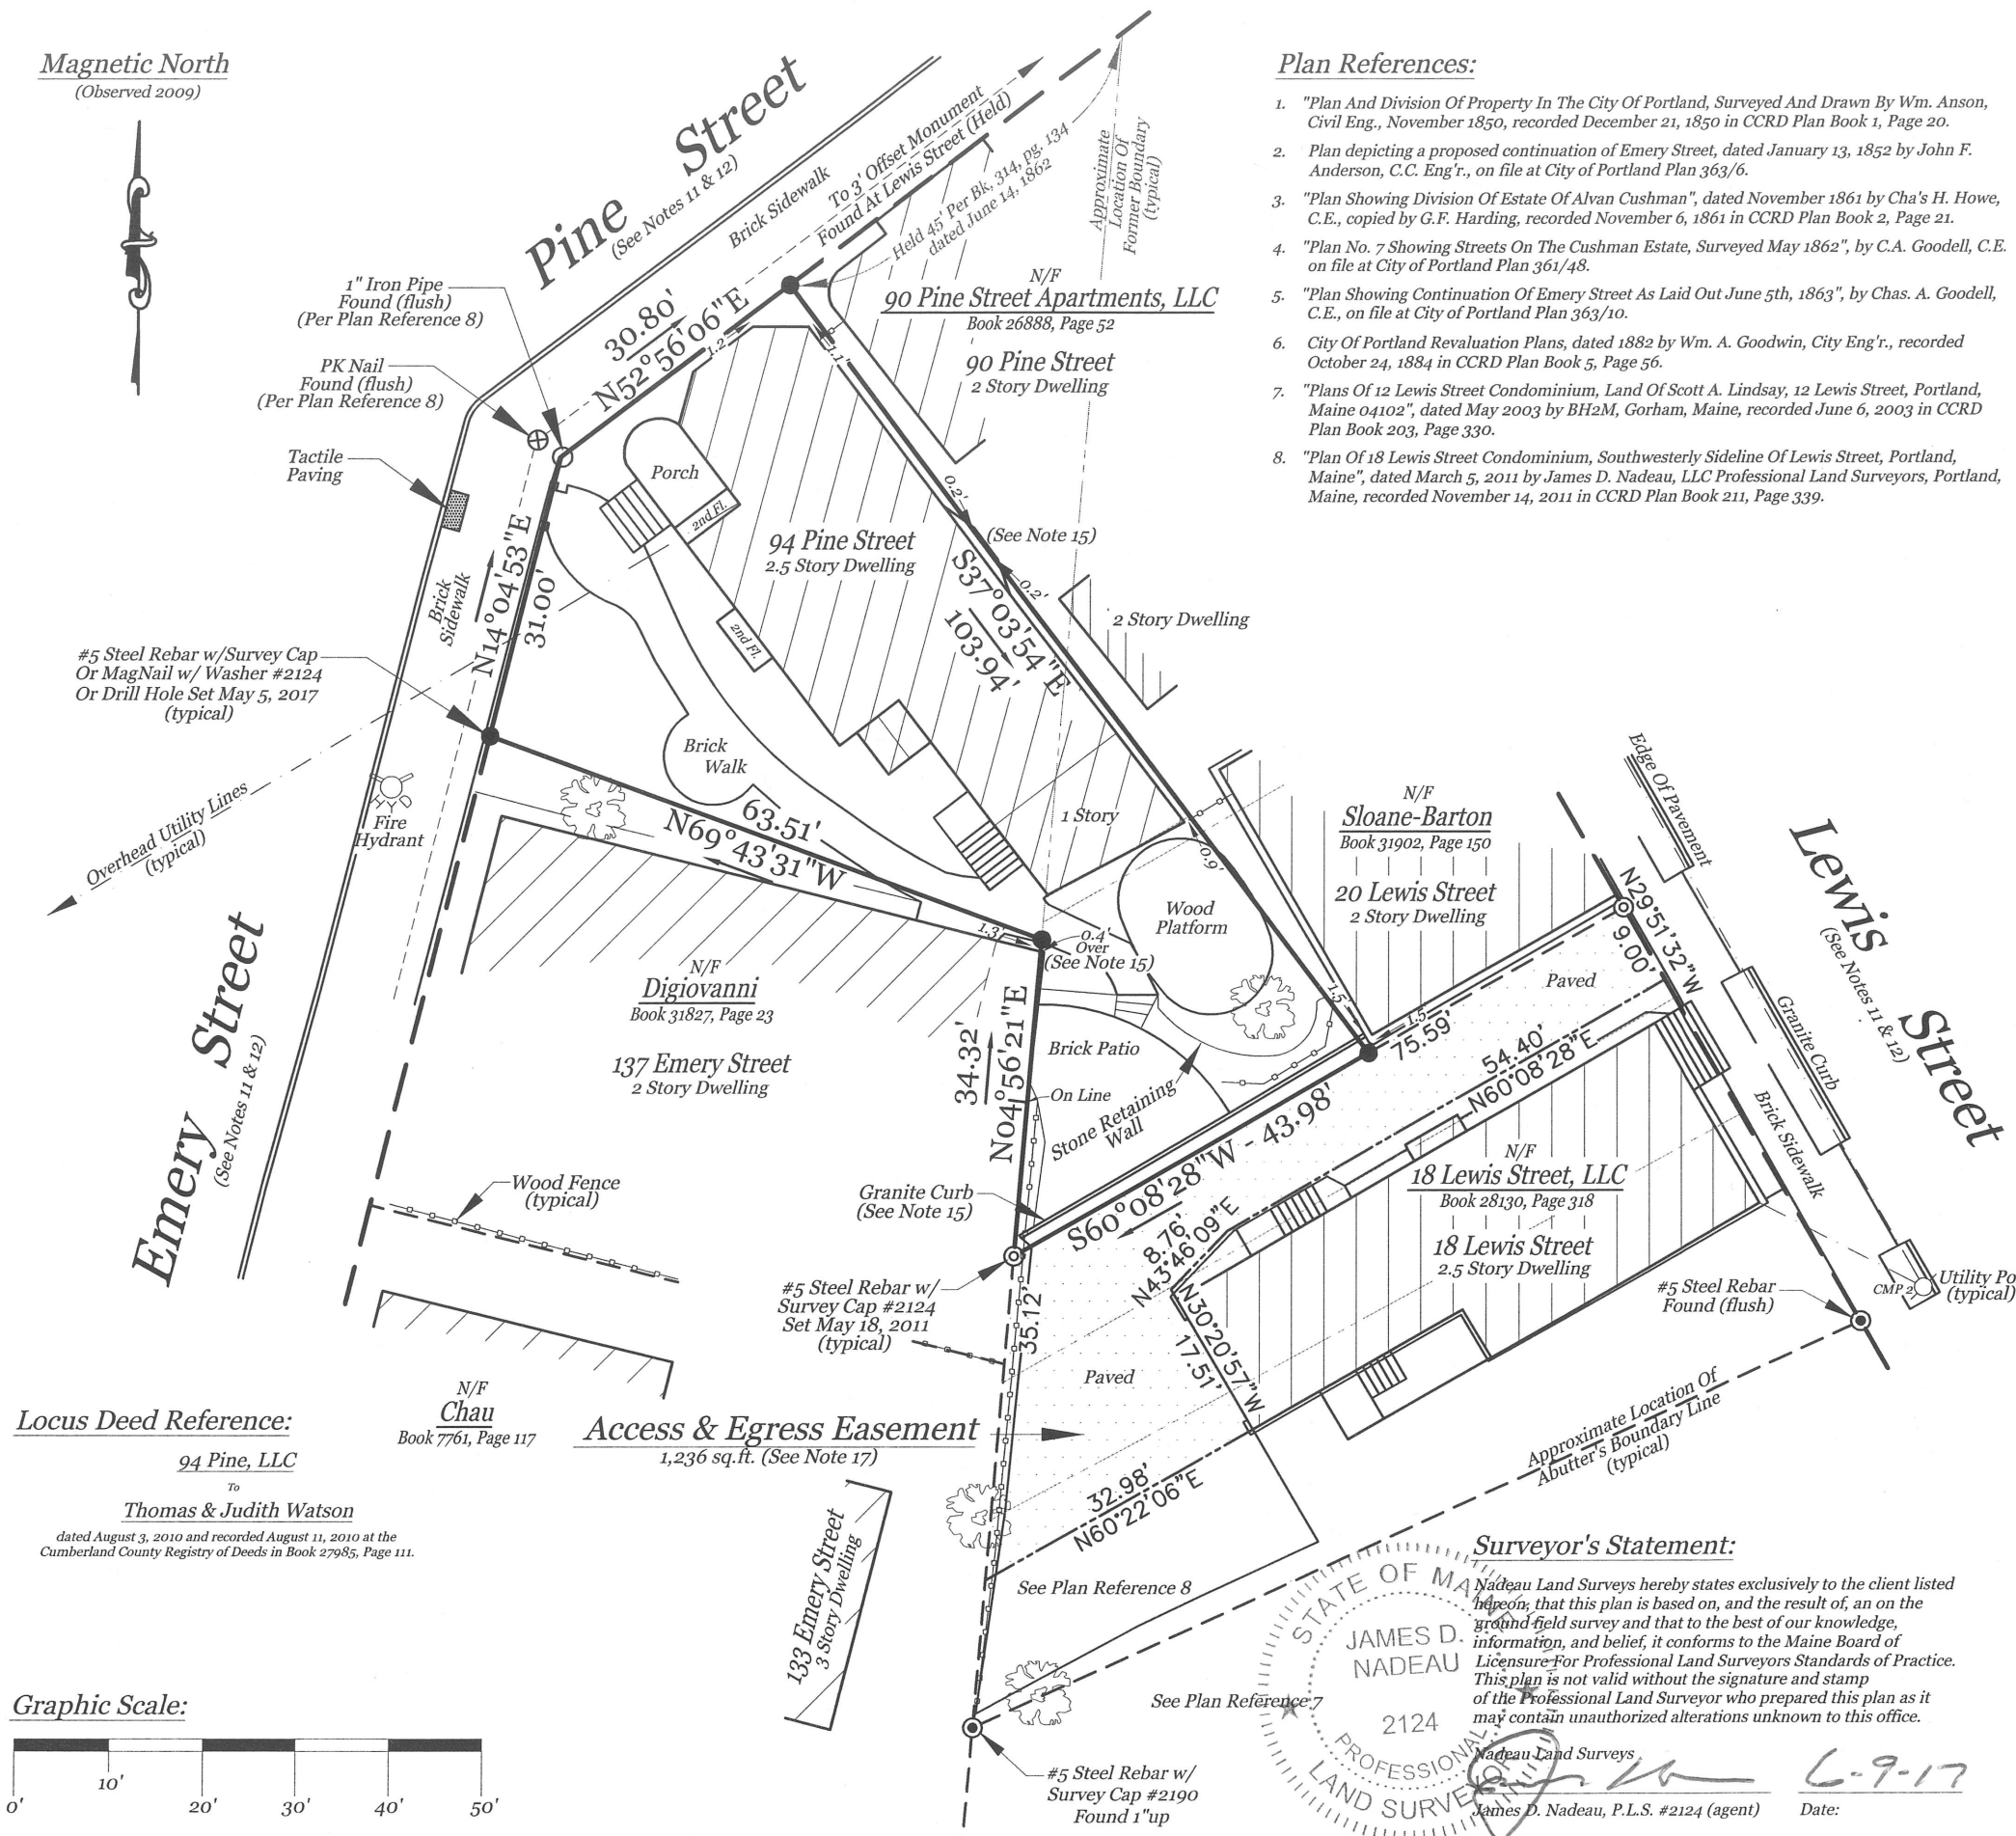 Magnetic North
(Observed 2009)
Plan References:
1. "Plan And Division Of Property In The City Of Portland, Surveyed And Drawn By Wm. Anson,
Civil Eng., November 1850, recorded December 21, 1850 in CCRD Plan Book 1, Page 20.
2. Plan depicting a proposed continuation of Emery Street, dated January 13, 1852 by John F.
Anderson, C.C. Eng'r., on file at City of Portland Plan 363/6.
3. "Plan Showing Division Of Estate Of Alvan Cushman", dated November 1861 by Cha's H. Howe,
C.E., copied by G.F. Harding, recorded November 6, 1861 in CCRD Plan Book 2, Page 21.
4. "Plan No. 7 Showing Streets On The Cushman Estate, Surveyed May 1862", by C.A. Goodell, C.E.
on file at City of Portland Plan 361/48.
5. "Plan Showing Continuation Of Emery Street As Laid Out June 5th, 1863", by Chas. A. Goodell,
C.E., on file at City of Portland Plan 363/10.
6. City Of Portland Revaluation Plans, dated 1882 by Wm. A. Goodwin, City Eng'r., recorded
October 24, 1884 in CCRD Plan Book 5, Page 56.
7. "Plans Of 12 Lewis Street Condominium, Land Of Scott A. Lindsay, 12 Lewis Street, Portland,
Maine 04102", dated May 2003 by BH2M, Gorham, Maine, recorded June 6, 2003 in CCRD
Plan Book 203, Page 330.
8. "Plan Of 18 Lewis Street Condominium, Southwesterly Sideline Of Lewis Street, Portland,
Maine", dated March 5, 2011 by James D. Nadeau, LLC Professional Land Surveyors, Portland,
Maine, recorded November 14, 2011 in CCRD Plan Book 211, Page 339.
Pine Street
(See Notes 11 & 12)
Brick Sidewalk
To 3' Offset Monument
Found At Lewis Street (Held)
Held 45' Per Bk, 314, pg. 134
dated June 14, 1862
Approximate
Location Of
Former Boundary
(typical)
1" Iron Pipe
Found (flush)
(Per Plan Reference 8)
PK Nail
Found (flush)
(Per Plan Reference 8)
Tactile
Paving
30.80'
N52°56'06"E
1.2'
1.1'
N/F
90 Pine Street Apartments, LLC
Book 26888, Page 52
90 Pine Street
2 Story Dwelling
Porch
2nd Fl.
94 Pine Street
2.5 Story Dwelling
2nd Fl.
0.2'
(See Note 15)
0.2'
S37°03'54"E
103.94'
2 Story Dwelling
Brick
Sidewalk
N14°04'53"E
31.00'
#5 Steel Rebar w/Survey Cap
Or MagNail w/ Washer #2124
Or Drill Hole Set May 5, 2017
(typical)
Overhead Utility Lines
(typical)
Fire
Hydrant
Brick
Walk
63.51'
N69°43'31"W
1 Story
0.9'
Wood
Platform
1.3'
0.4'
Over
(See Note 15)
N/F
Sloane-Barton
Book 31902, Page 150
20 Lewis Street
2 Story Dwelling
Edge Of Pavement
Lewis Street
(See Notes 11 & 12)
N29°51'32"W
9.00'
Paved
Granite Curb
Brick Sidewalk
Emery Street
(See Notes 11 & 12)
N/F
Digiovanni
Book 31827, Page 23
137 Emery Street
2 Story Dwelling
34.32'
N04°56'21"E
Brick Patio
On Line
Stone Retaining
Wall
1.5'
1.5'
75.59'
54.40'
N60°08'28"E
S60°08'28"W - 43.98'
Granite Curb
(See Note 15)
8.76'
N43°46'09"E
N30°20'57"W
17.51'
N/F
18 Lewis Street, LLC
Book 28130, Page 318
18 Lewis Street
2.5 Story Dwelling
#5 Steel Rebar
Found (flush)
CMP 2
Utility Po
(typical)
Wood Fence
(typical)
#5 Steel Rebar w/
Survey Cap #2124
Set May 18, 2011
(typical)
35.12'
Paved
N/F
Chau
Book 7761, Page 117
Access & Egress Easement
1,236 sq.ft. (See Note 17)
32.98'
N60°22'06"E
Approximate Location Of
Abutter's Boundary Line
(typical)
Locus Deed Reference:
94 Pine, LLC
To
Thomas & Judith Watson
dated August 3, 2010 and recorded August 11, 2010 at the
Cumberland County Registry of Deeds in Book 27985, Page 111.
133 Emery Street
3 Story Dwelling
See Plan Reference 8
See Plan Reference 7
#5 Steel Rebar w/
Survey Cap #2190
Found 1"up
Surveyor's Statement:
Nadeau Land Surveys hereby states exclusively to the client listed
hereon, that this plan is based on, and the result of, an on the
ground field survey and that to the best of our knowledge,
information, and belief, it conforms to the Maine Board of
Licensure For Professional Land Surveyors Standards of Practice.
This plan is not valid without the signature and stamp
of the Professional Land Surveyor who prepared this plan as it
may contain unauthorized alterations unknown to this office.
Nadeau Land Surveys
James D. Nadeau, P.L.S. #2124 (agent)
6-9-17
Date:
STATE OF MAINE
JAMES D.
NADEAU
2124
PROFESSIONAL
LAND SURVEYOR
Graphic Scale:
0' 10' 20' 30' 40' 50'